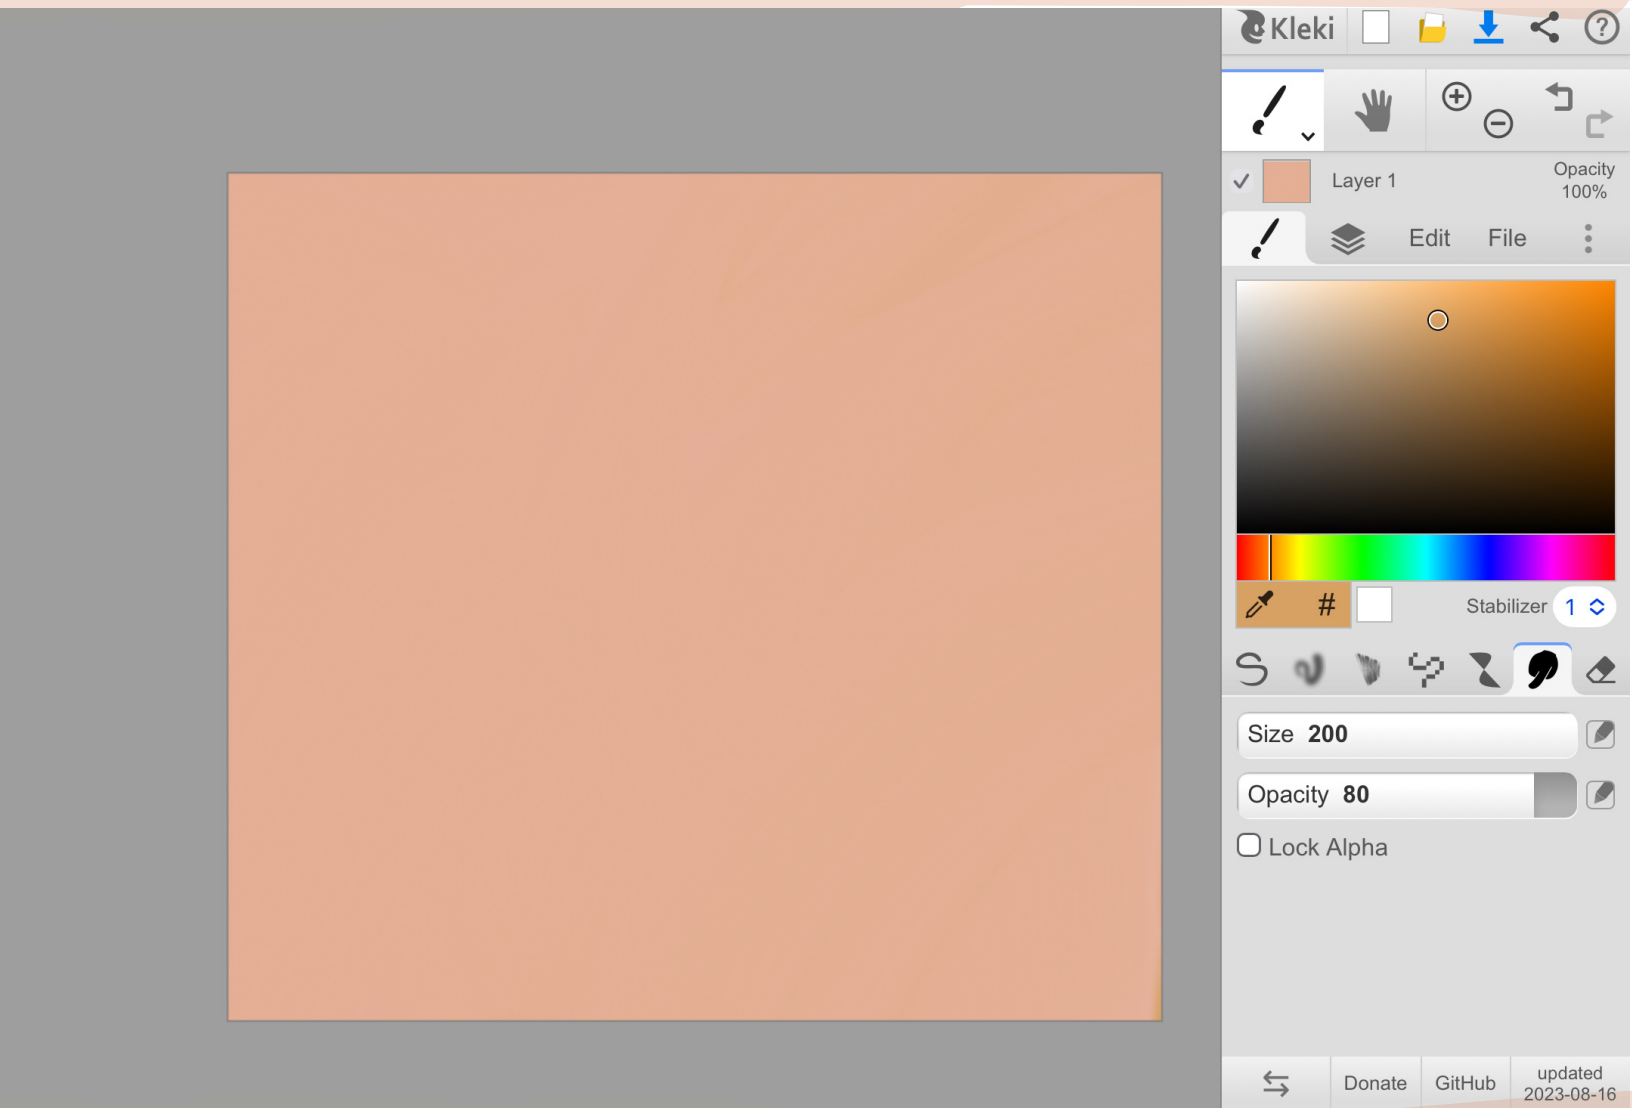 Kleki
Layer 1
Opacity
100%
Edit
File
#
Stabilizer 1
Size 200
Opacity 80
Lock Alpha
Donate
GitHub
updated
2023-08-16